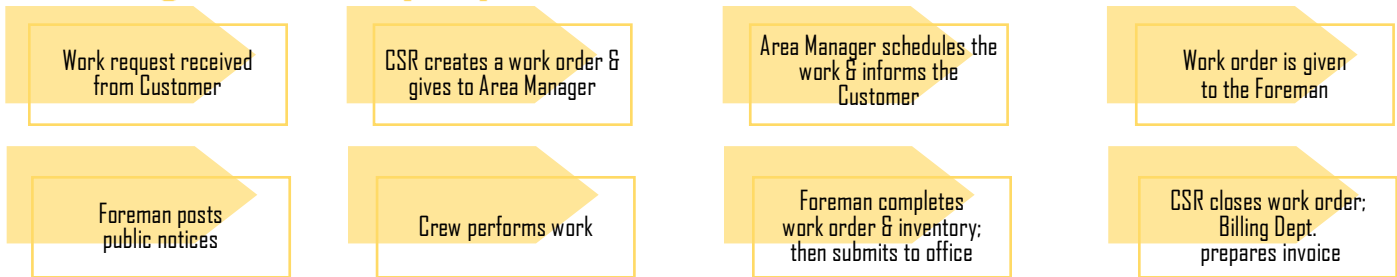 Work request received
from Customer
CSR creates a work order &
gives to Area Manager
Area Manager schedules the
work & informs the
Customer
Work order is given
to the Foreman
Foreman posts
public notices
Crew performs work
Foreman completes
work order & inventory;
then submits to office
CSR closes work order;
Billing Dept.
prepares invoice